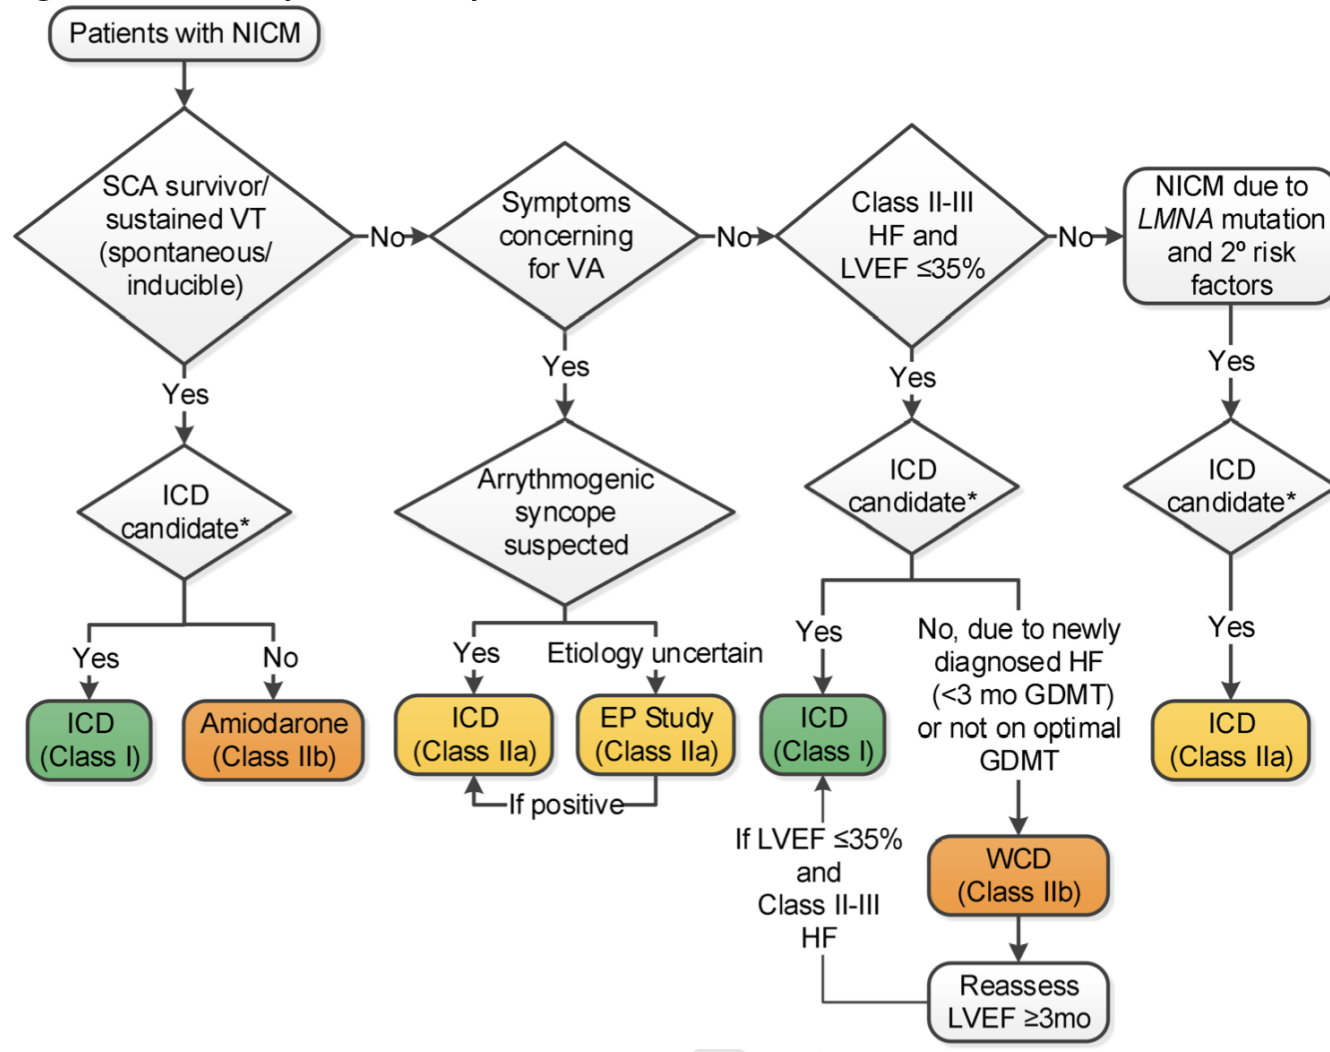 Patients with NICM
SCA survivor/
sustained VT
(spontaneous/
inducible)
No
Symptoms
concerning
for VA
No
Class II-III
HF and
LVEF ≤35%
No
NICM due to
LMNA mutation
and 2º risk
factors
Yes
Yes
Yes
Yes
ICD
candidate*
Arrythmogenic
syncope
suspected
ICD
candidate*
ICD
candidate*
Yes
No
Yes
Etiology uncertain
Yes
No, due to newly
diagnosed HF
(<3 mo GDMT)
or not on optimal
GDMT
Yes
ICD
(Class I)
Amiodarone
(Class IIb)
ICD
(Class IIa)
EP Study
(Class IIa)
If positive
ICD
(Class I)
ICD
(Class IIa)
If LVEF ≤35%
and
Class II-III
HF
WCD
(Class IIb)
Reassess
LVEF ≥3mo